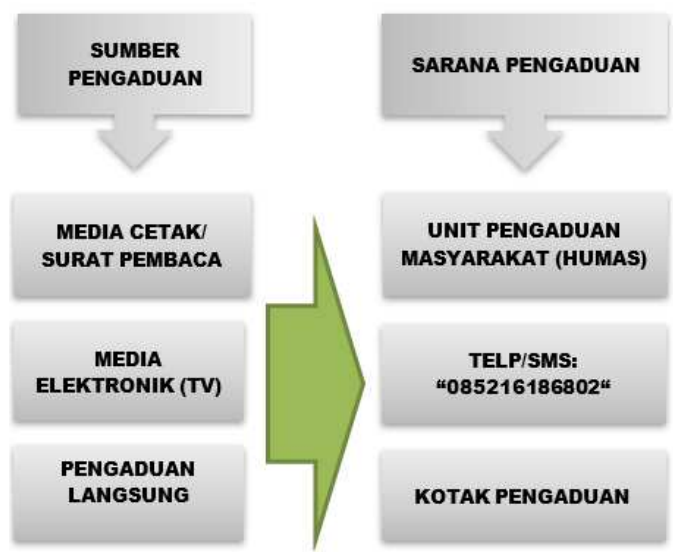 SUMBER
PENGADUAN
MEDIA CETAK/
SURAT PEMBACA
MEDIA
ELEKTRONIK (TV)
PENGADUAN
LANGSUNG
SARANA PENGADUAN
UNIT PENGADUAN
MASYARAKAT (HUMAS)
TELP/SMS:
“085216186802“
KOTAK PENGADUAN